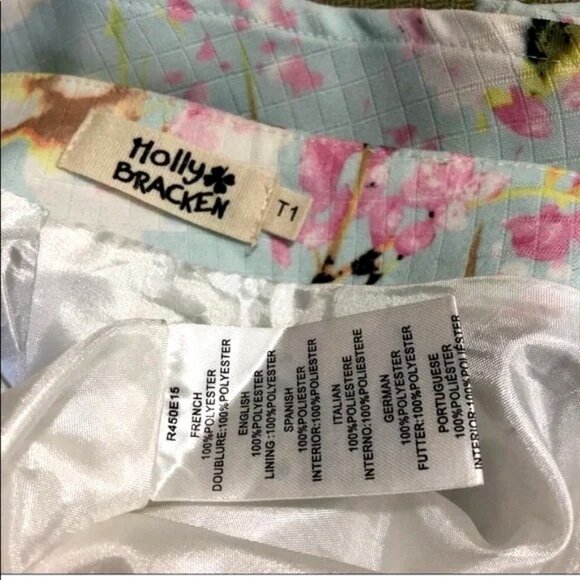 Holly
BRACKEN
T1
R450E15
FRENCH
100%POLYESTER
DOUBLURE:100%POLYESTER
ENGLISH
100%POLYESTER
LINING:100%POLYESTER
SPANISH
100%POLIESTER
INTERIOR:100%POLIESTER
ITALIAN
100%POLIESTERE
INTERNO:100%POLIESTERE
GERMAN
100%POLYESTER
FUTTER:100%POLYESTER
PORTUGUESE
100%POLIÉSTER
INTERIOR:100%POLIÉSTER